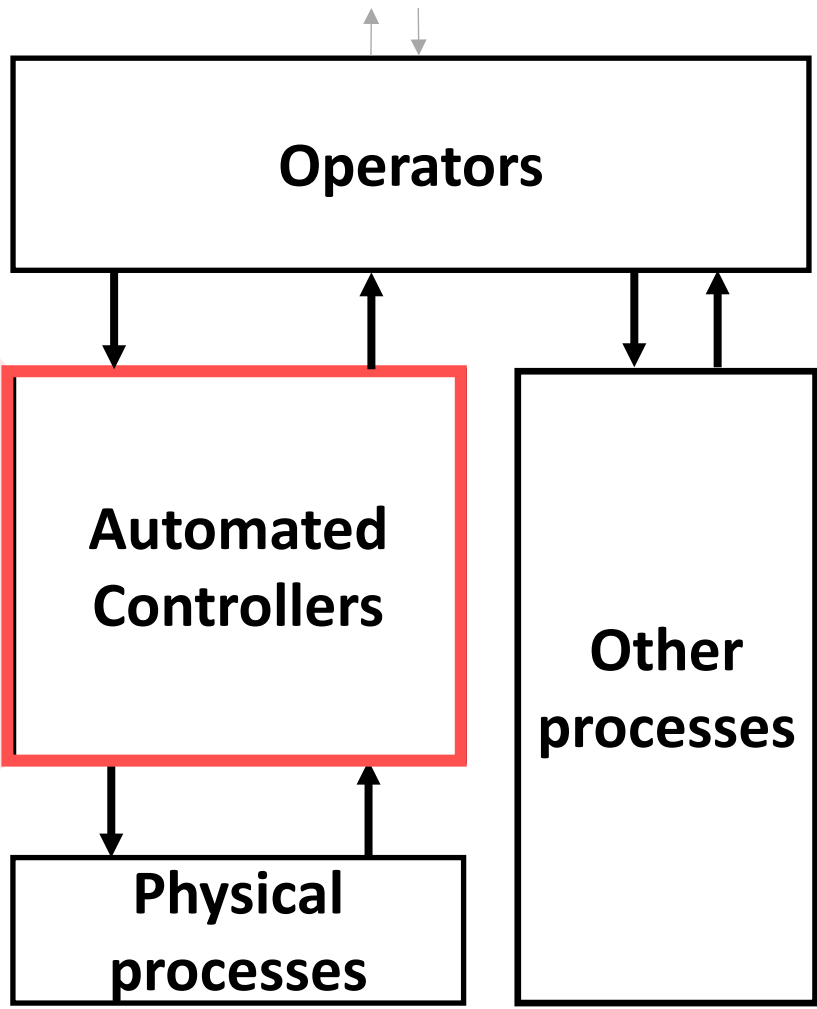 Operators
Automated
Controllers
Other
processes
Physical
processes